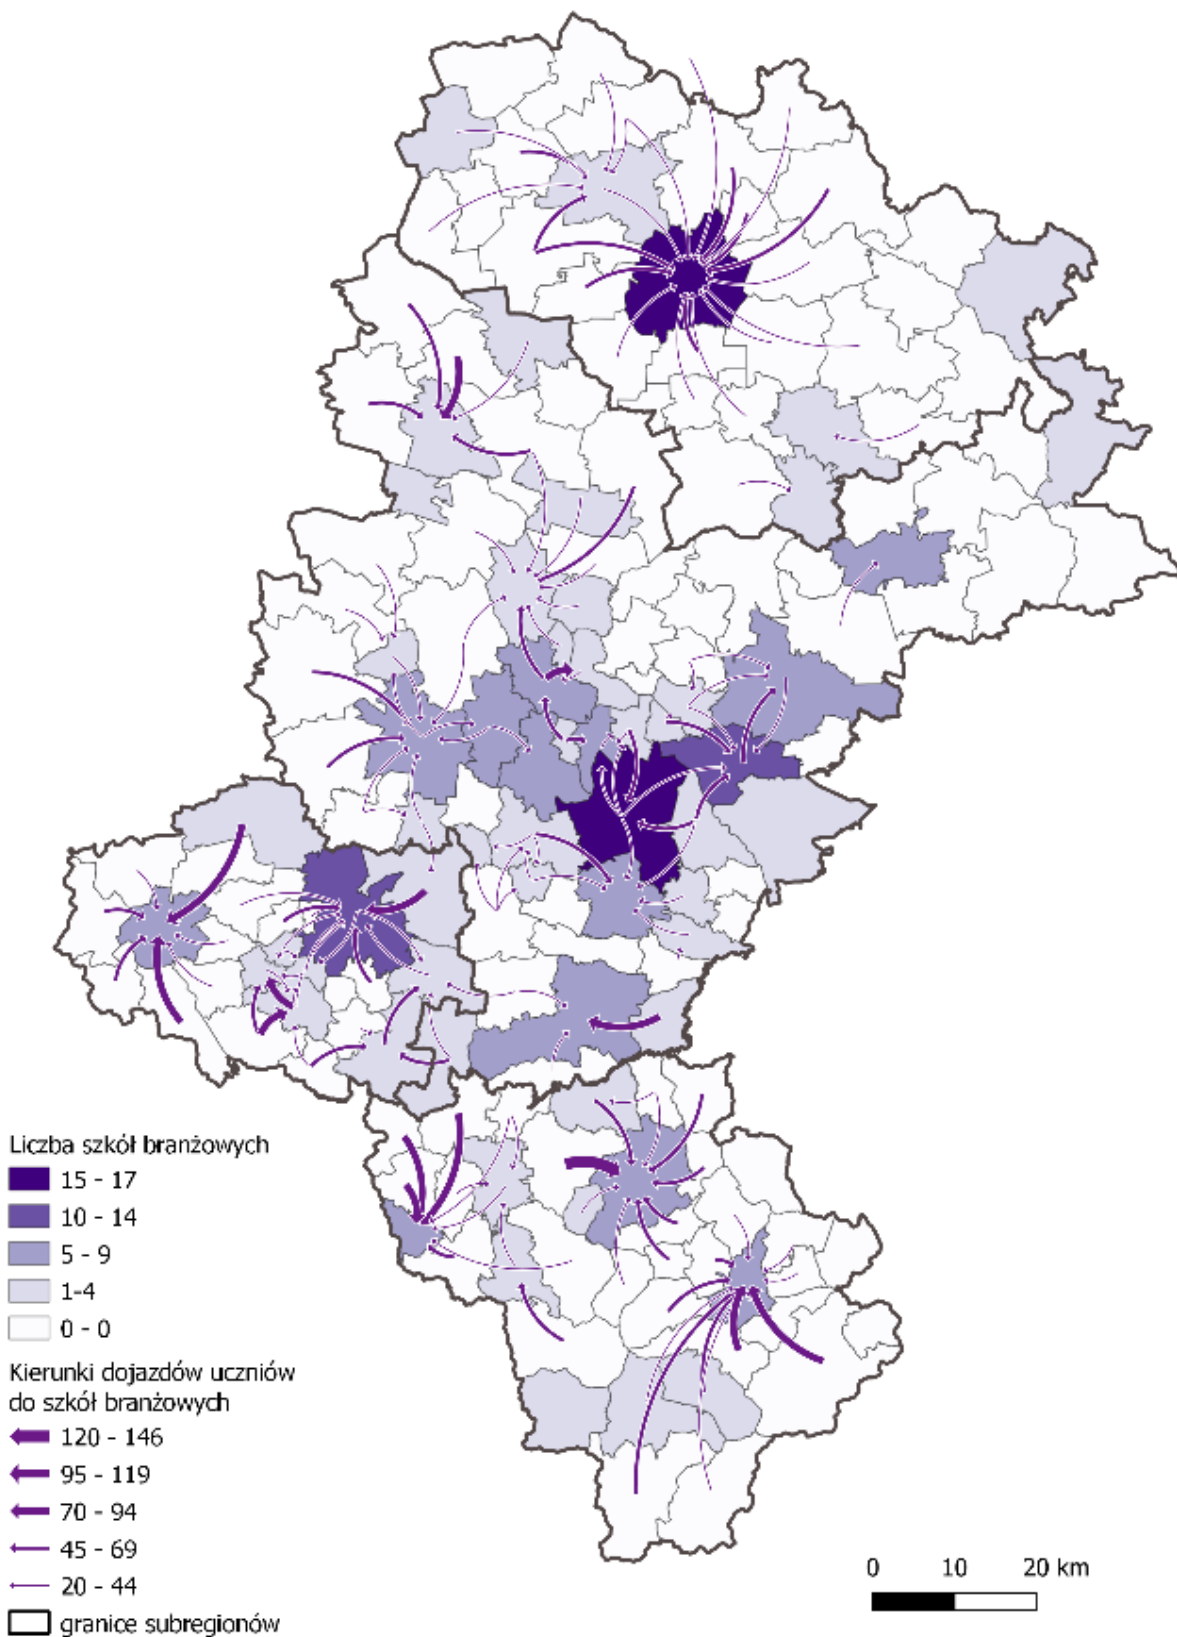 Liczba szkół branżowych
15 - 17
10 - 14
5 - 9
1-4
0 - 0
Kierunki dojazdów uczniów
do szkół branżowych
120 - 146
95 - 119
70 - 94
45 - 69
20 - 44
granice subregionów
0 10 20 km